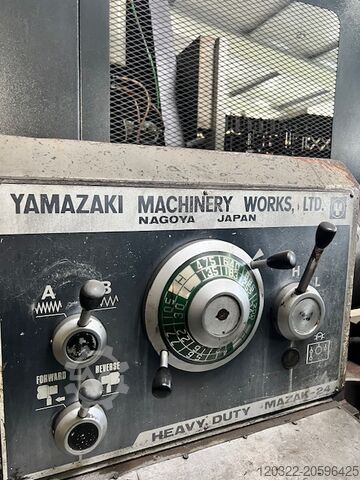 YAMAZAKI MACHINERY WORKS, LTD.
NAGOYA JAPAN
A B
H
FORWARD REVERSE
HEAVY DUTY MAZAK-24
120322-20596425